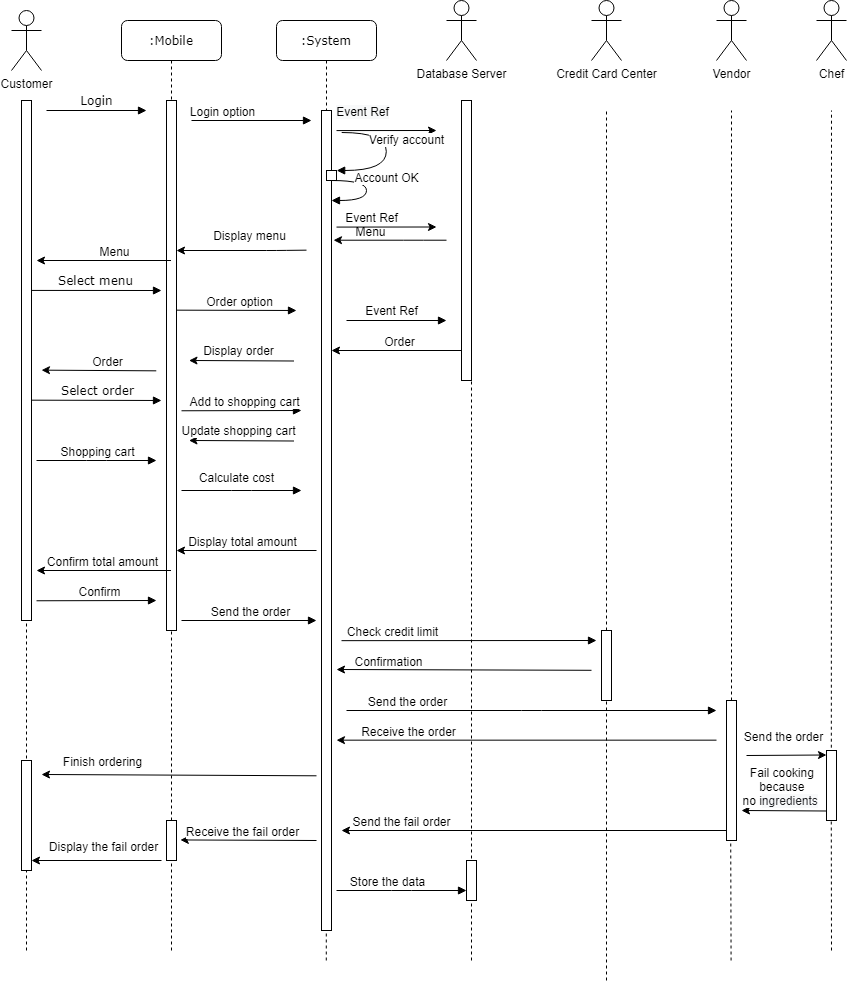 :Mobile
:System
Customer
Database Server
Credit Card Center
Vendor
Chef
Login
Login option
Event Ref
Verify account
Account OK
Event Ref
Menu
Display menu
Menu
Select menu
Order option
Event Ref
Order
Display order
Order
Select order
Add to shopping cart
Update shopping cart
Shopping cart
Calculate cost
Display total amount
Confirm total amount
Confirm
Send the order
Check credit limit
Confirmation
Send the order
Receive the order
Send the order
Finish ordering
Fail cooking
because
no ingredients
Send the fail order
Receive the fail order
Display the fail order
Store the data